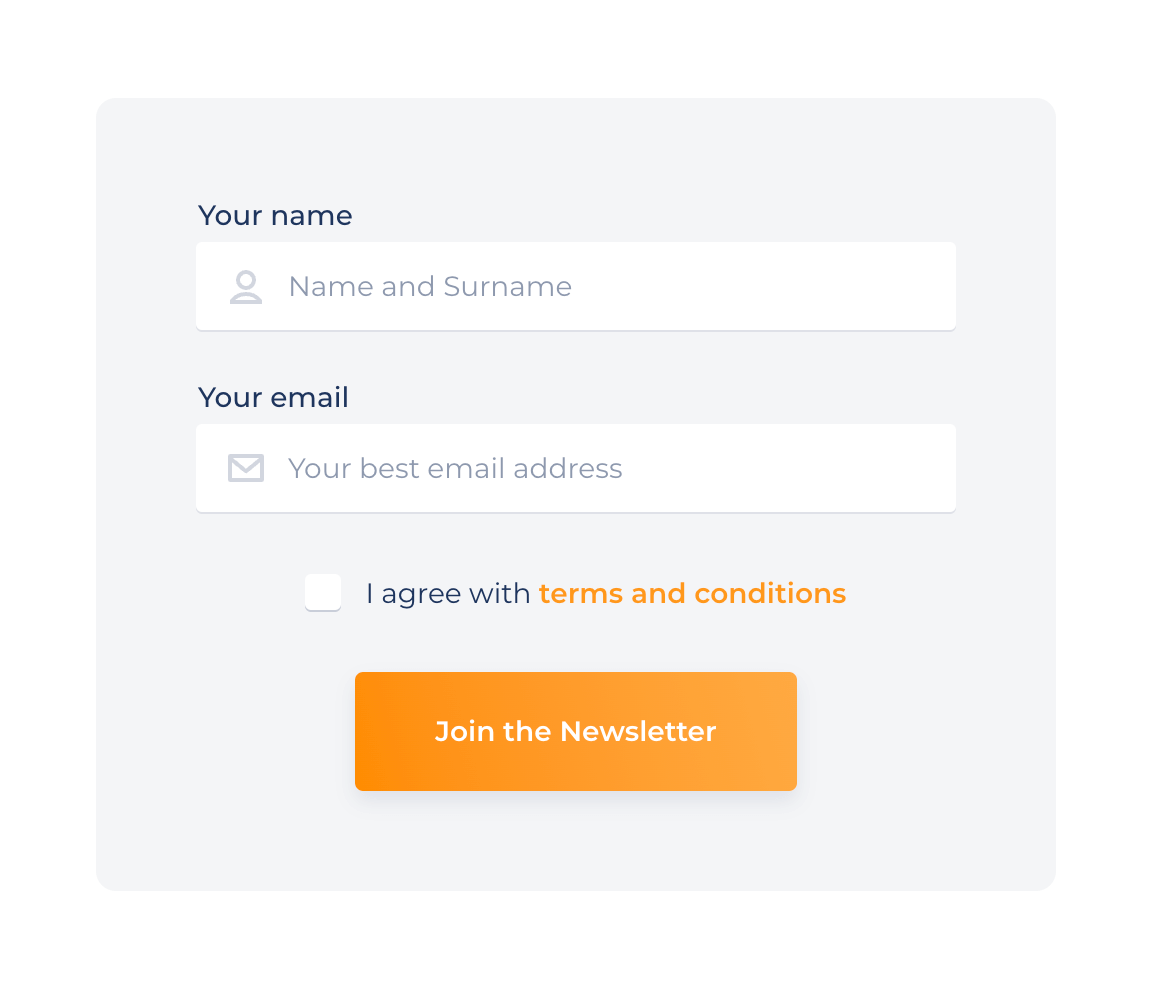 Your name
Name and Surname
Your email
Your best email address
I agree with terms and conditions
Join the Newsletter